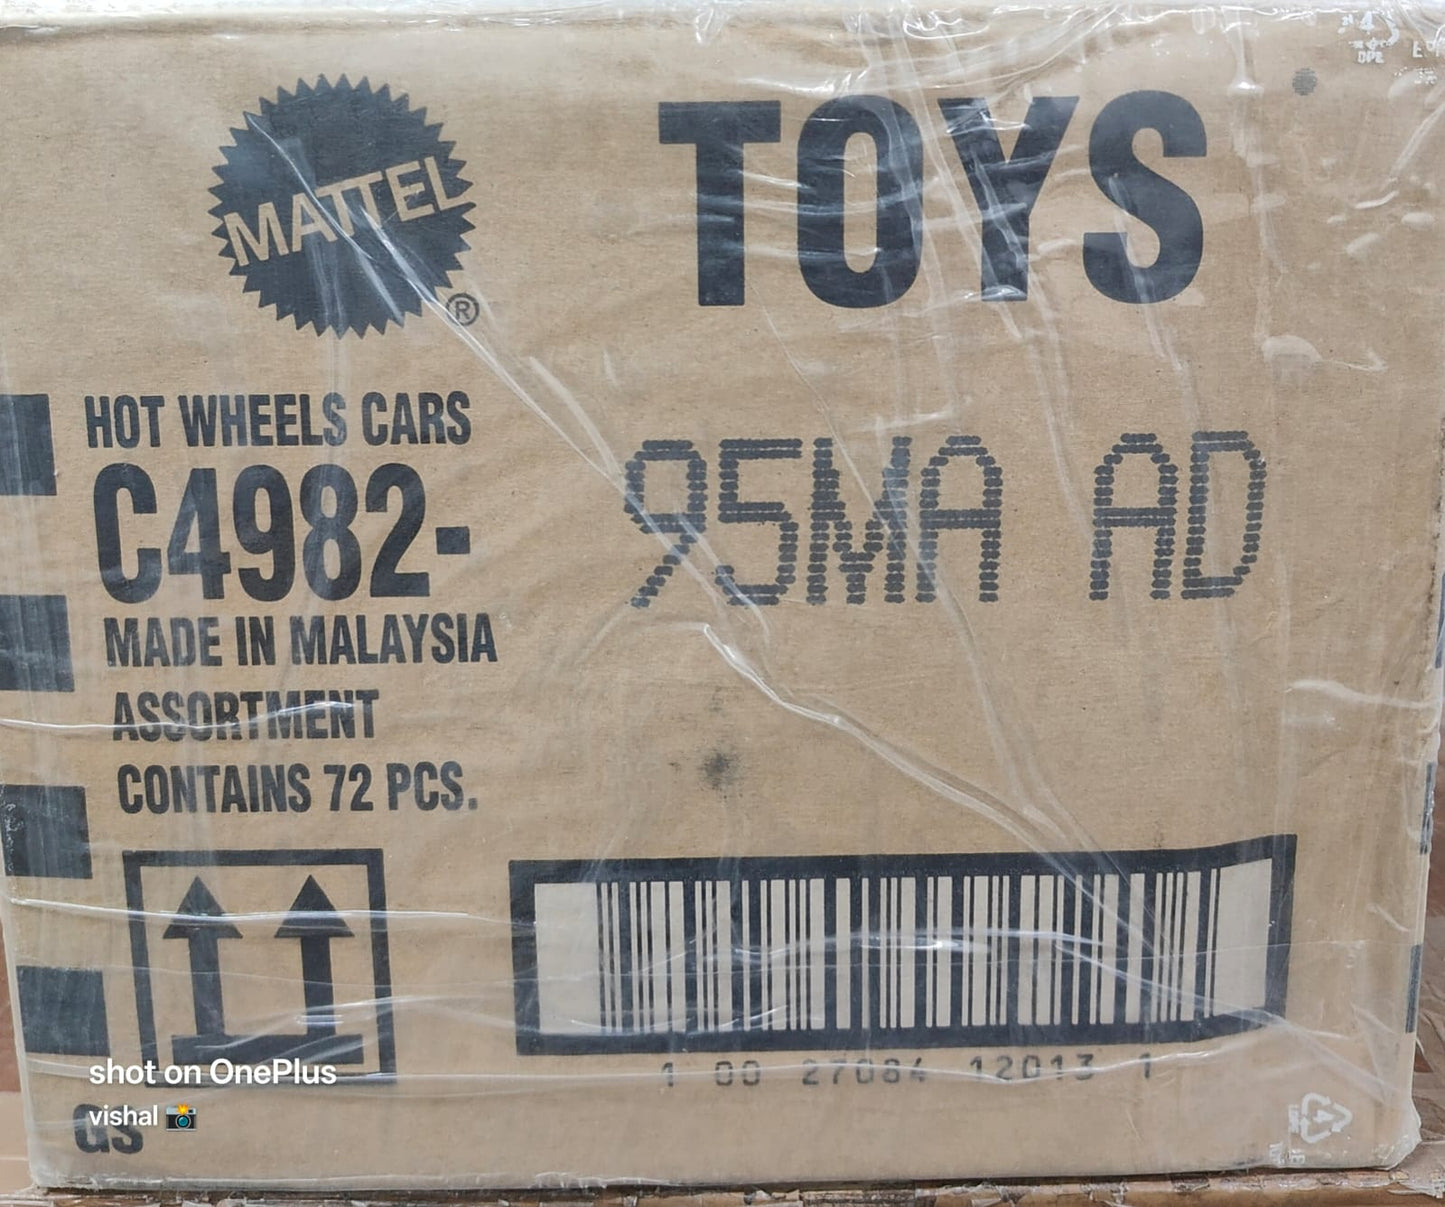 MATTEL
®
TOYS
HOT WHEELS CARS
C4982-
MADE IN MALAYSIA
ASSORTMENT
CONTAINS 72 PCS.
95MA AD
1 00 27084 12013 1
shot on OnePlus
vishal 📸
GS